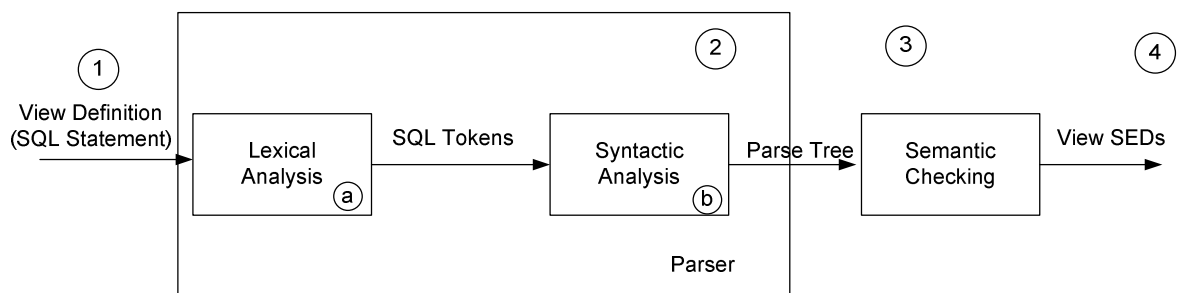 1
2
3
4
View Definition
(SQL Statement)
Lexical
Analysis
a
SQL Tokens
Syntactic
Analysis
b
Parse Tree
Semantic
Checking
View SEDs
Parser